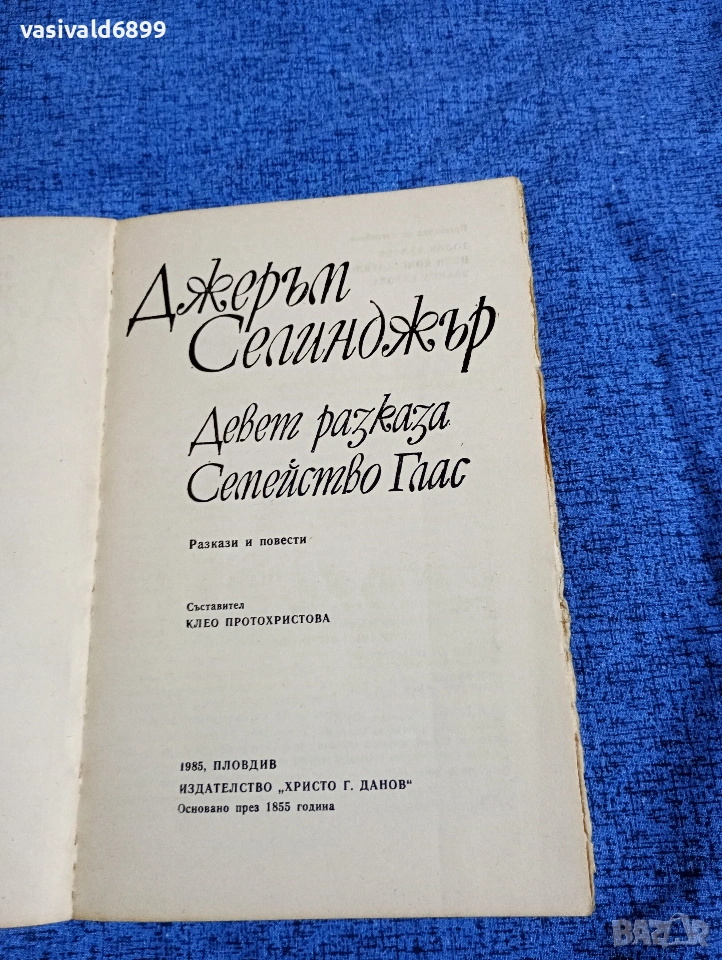 vasivald6899
Джеръм
Селинджър
Девет разказа
Семейство Глас
Разкази и повести
Съставител
КЛЕО ПРОТОХРИСТОВА
1985, ПЛОВДИВ
ИЗДАТЕЛСТВО „ХРИСТО Г. ДАНОВ“
Основано през 1855 година
BAZAR